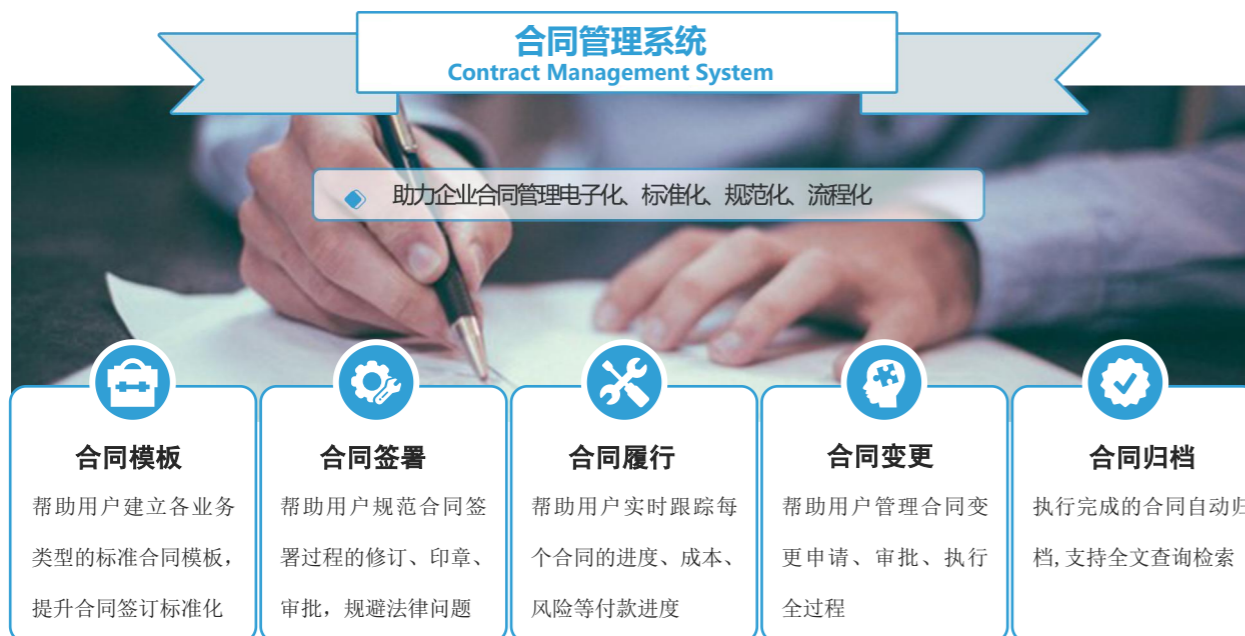 合同管理系统
Contract Management System
助力企业合同管理电子化、标准化、规范化、流程化
合同模板
帮助用户建立各业务
类型的标准合同模板，
提升合同签订标准化
合同签署
帮助用户规范合同签
署过程的修订、印章、
审批，规避法律问题
合同履行
帮助用户实时跟踪每
个合同的进度、成本、
风险等付款进度
合同变更
帮助用户管理合同变
更申请、审批、执行
全过程
合同归档
执行完成的合同自动归
档,支持全文查询检索